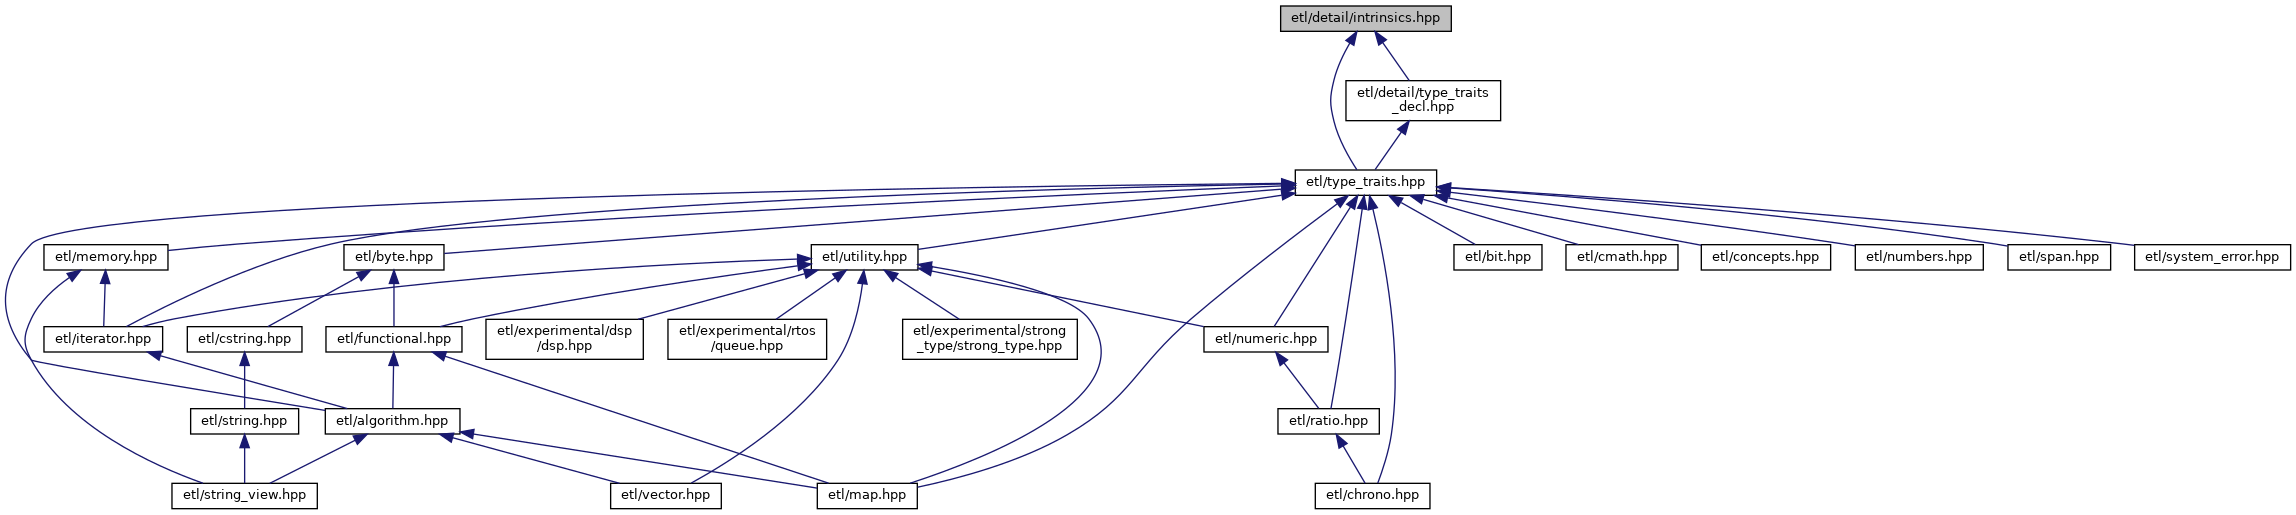 etl/detail/intrinsics.hpp
etl/detail/type_traits
_decl.hpp
etl/type_traits.hpp
etl/memory.hpp
etl/byte.hpp
etl/utility.hpp
etl/bit.hpp
etl/cmath.hpp
etl/concepts.hpp
etl/numbers.hpp
etl/span.hpp
etl/system_error.hpp
etl/iterator.hpp
etl/cstring.hpp
etl/functional.hpp
etl/experimental/dsp
/dsp.hpp
etl/experimental/rtos
/queue.hpp
etl/experimental/strong
_type/strong_type.hpp
etl/numeric.hpp
etl/string.hpp
etl/algorithm.hpp
etl/ratio.hpp
etl/string_view.hpp
etl/vector.hpp
etl/map.hpp
etl/chrono.hpp